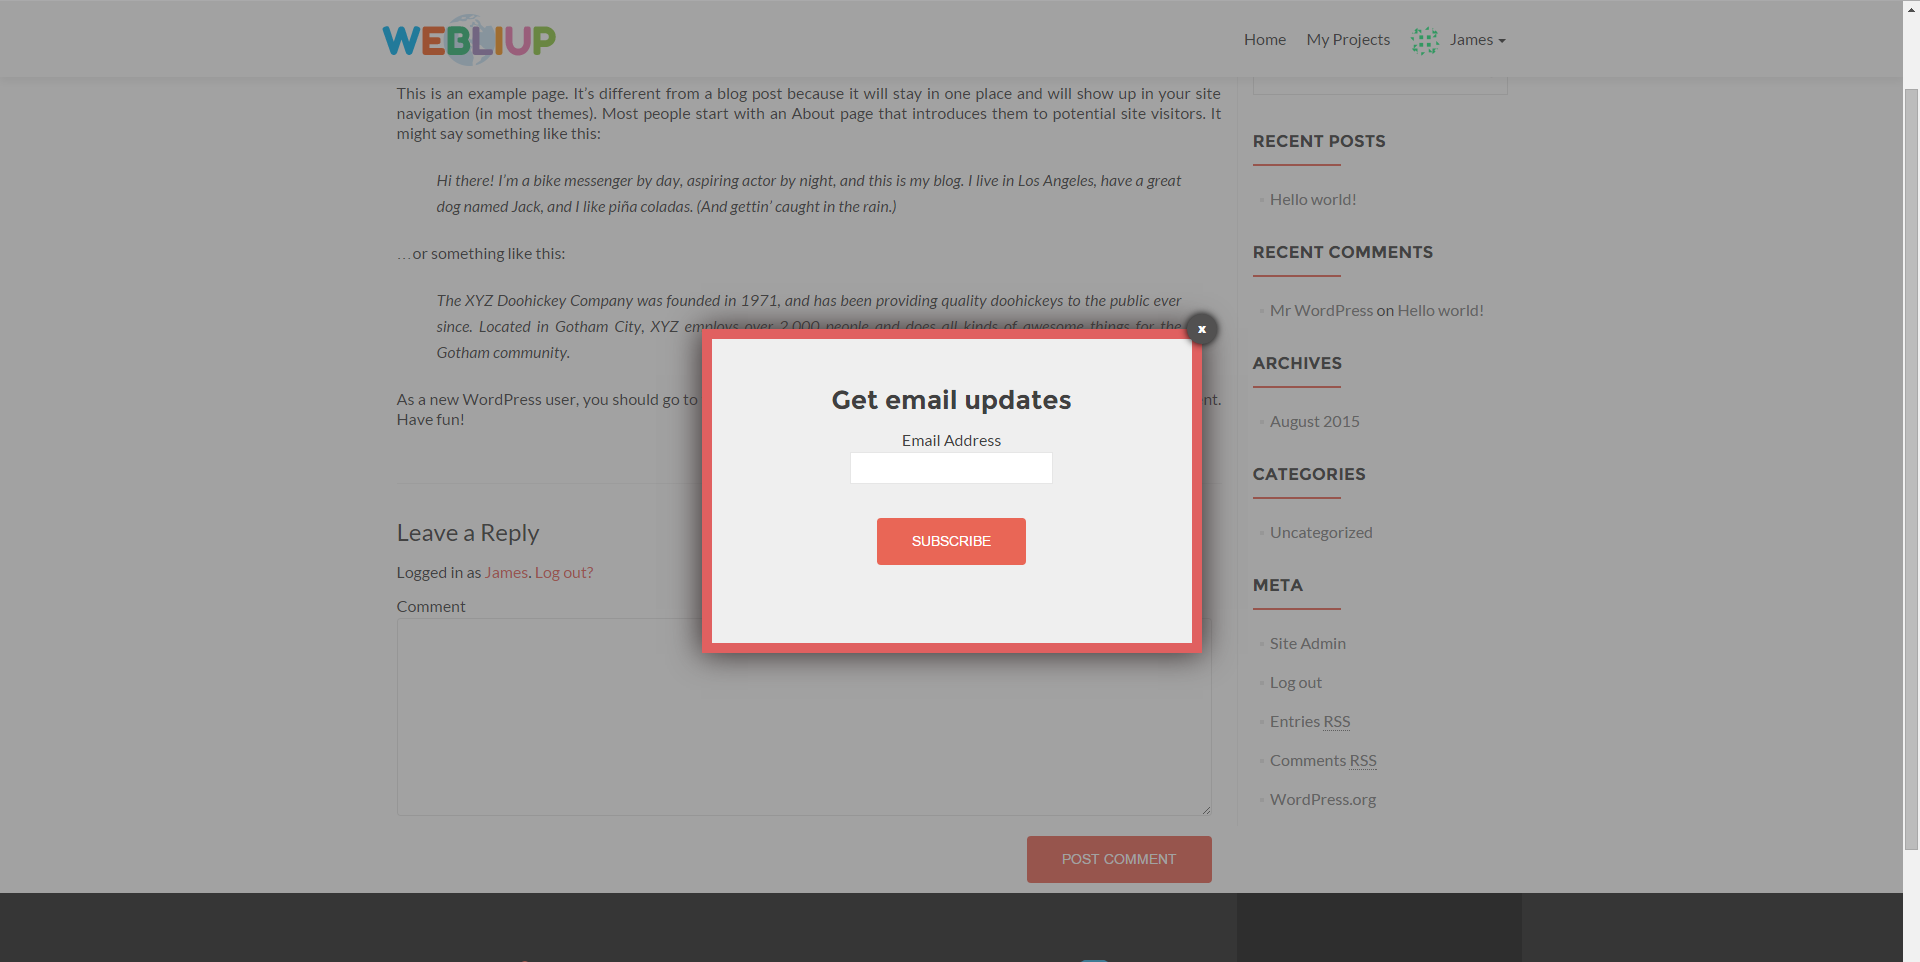 WEBLIUP
Home
My Projects
James
This is an example page. It’s different from a blog post because it will stay in one place and will show up in your site
navigation (in most themes). Most people start with an About page that introduces them to potential site visitors. It
might say something like this:
Hi there! I’m a bike messenger by day, aspiring actor by night, and this is my blog. I live in Los Angeles, have a great
dog named Jack, and I like piña coladas. (And gettin’ caught in the rain.)
…or something like this:
The XYZ Doohickey Company was founded in 1971, and has been providing quality doohickeys to the public ever
since. Located in Gotham City, XYZ employs over 2,000 people and does all kinds of awesome things for the
Gotham community.
As a new WordPress user, you should go to
Have fun!
x
Get email updates
Email Address
SUBSCRIBE
Leave a Reply
Logged in as James. Log out?
Comment
POST COMMENT
RECENT POSTS
Hello world!
RECENT COMMENTS
Mr WordPress on Hello world!
ARCHIVES
August 2015
CATEGORIES
Uncategorized
META
Site Admin
Log out
Entries RSS
Comments RSS
WordPress.org